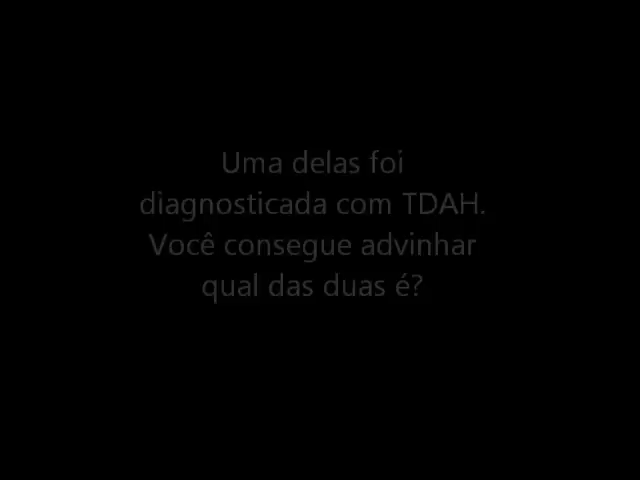 Uma delas foi
diagnosticada com TDAH.
Você consegue advinhar
qual das duas é?